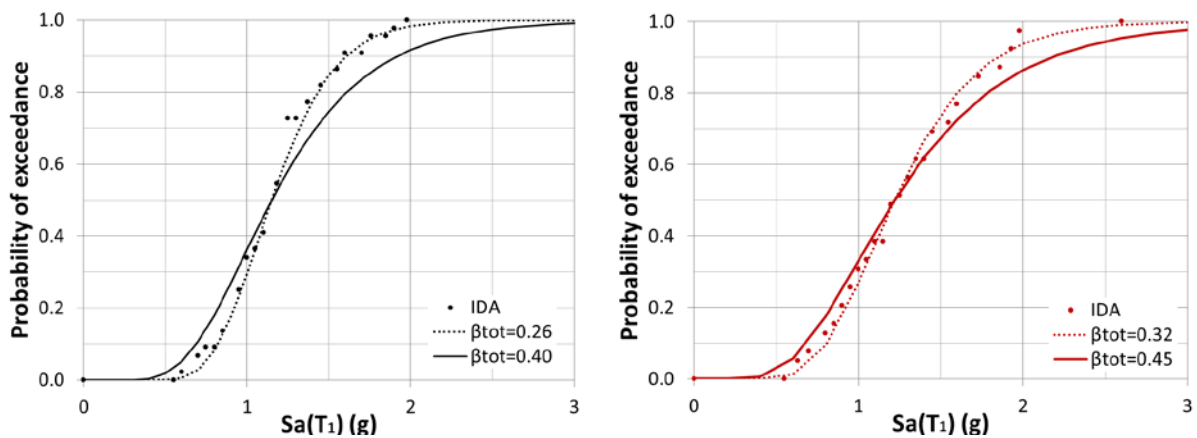 Probability of exceedance
1.0
0.8
0.6
0.4
0.2
0.0
IDA
βtot=0.26
βtot=0.40
0 1 2 3
Sa(T₁) (g)
Probability of exceedance
1.0
0.8
0.6
0.4
0.2
0.0
IDA
βtot=0.32
βtot=0.45
0 1 2 3
Sa(T₁) (g)